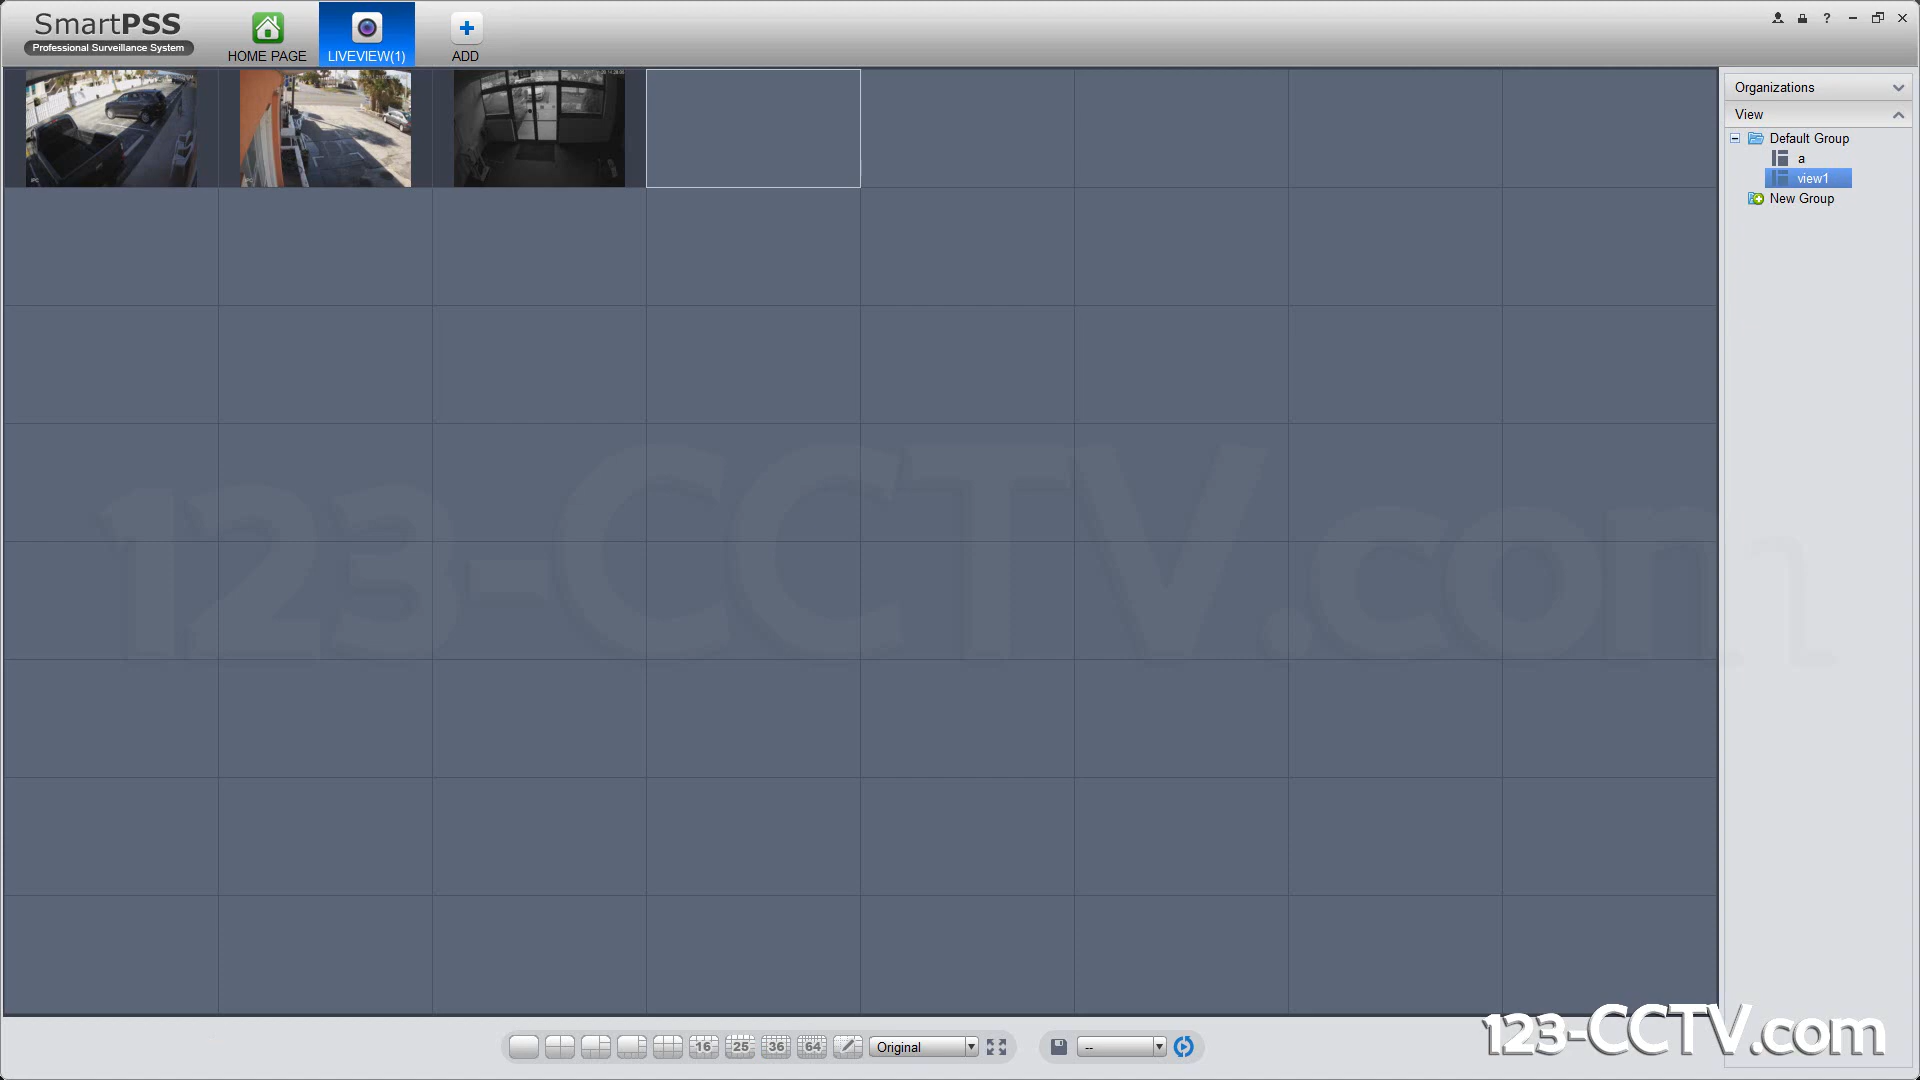 SmartPSS
Professional Surveillance System
HOME PAGE
LIVEVIEW(1)
ADD
?
Organizations
View
Default Group
a
view1
New Group
123-CCTV.com
16
25
36
64
Original
--
123-CCTV.com